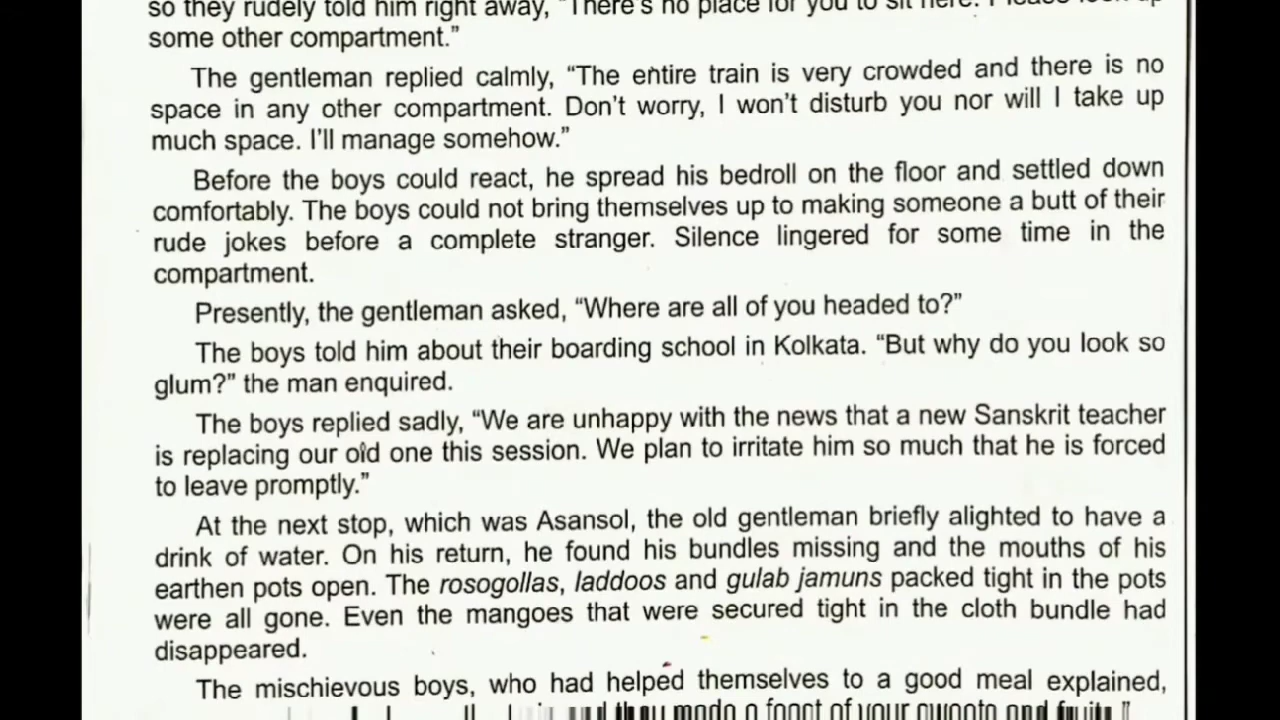 so they rudely told him right away, “There's no place for you to sit here. Please look up
some other compartment.”
The gentleman replied calmly, “The entire train is very crowded and there is no
space in any other compartment. Don't worry, I won't disturb you nor will I take up
much space. I'll manage somehow.”
Before the boys could react, he spread his bedroll on the floor and settled down
comfortably. The boys could not bring themselves up to making someone a butt of their
rude jokes before a complete stranger. Silence lingered for some time in the
compartment.
Presently, the gentleman asked, “Where are all of you headed to?”
The boys told him about their boarding school in Kolkata. “But why do you look so
glum?” the man enquired.
The boys replied sadly, “We are unhappy with the news that a new Sanskrit teacher
is replacing our old one this session. We plan to irritate him so much that he is forced
to leave promptly.”
At the next stop, which was Asansol, the old gentleman briefly alighted to have a
drink of water. On his return, he found his bundles missing and the mouths of his
earthen pots open. The rosogollas, laddoos and gulab jamuns packed tight in the pots
were all gone. Even the mangoes that were secured tight in the cloth bundle had
disappeared.
The mischievous boys, who had helped themselves to a good meal explained,
and they made a feast of your sweets and fruits.”